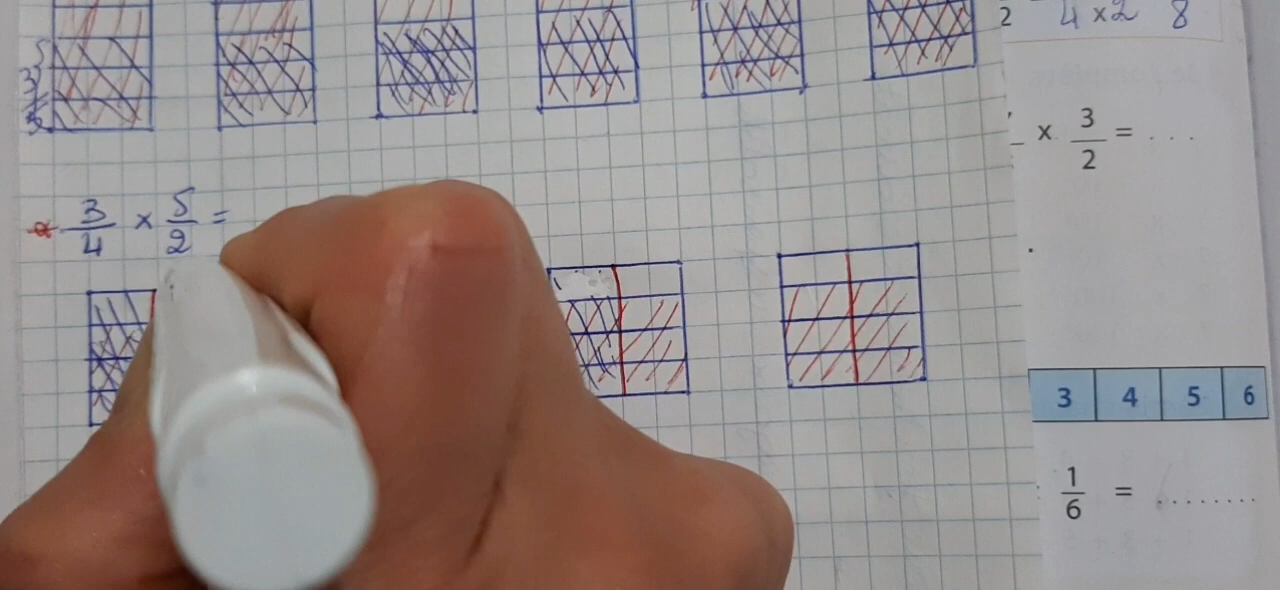 2 4 × 2 8
x 3/2 = . . .
3/4 × 5/2 =
3 4 5 6
1/6 = ........